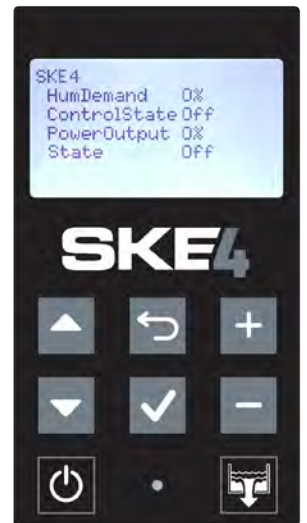 SKE4
HumDemand 0%
ControlState Off
PowerOutput 0%
State Off
SKE4